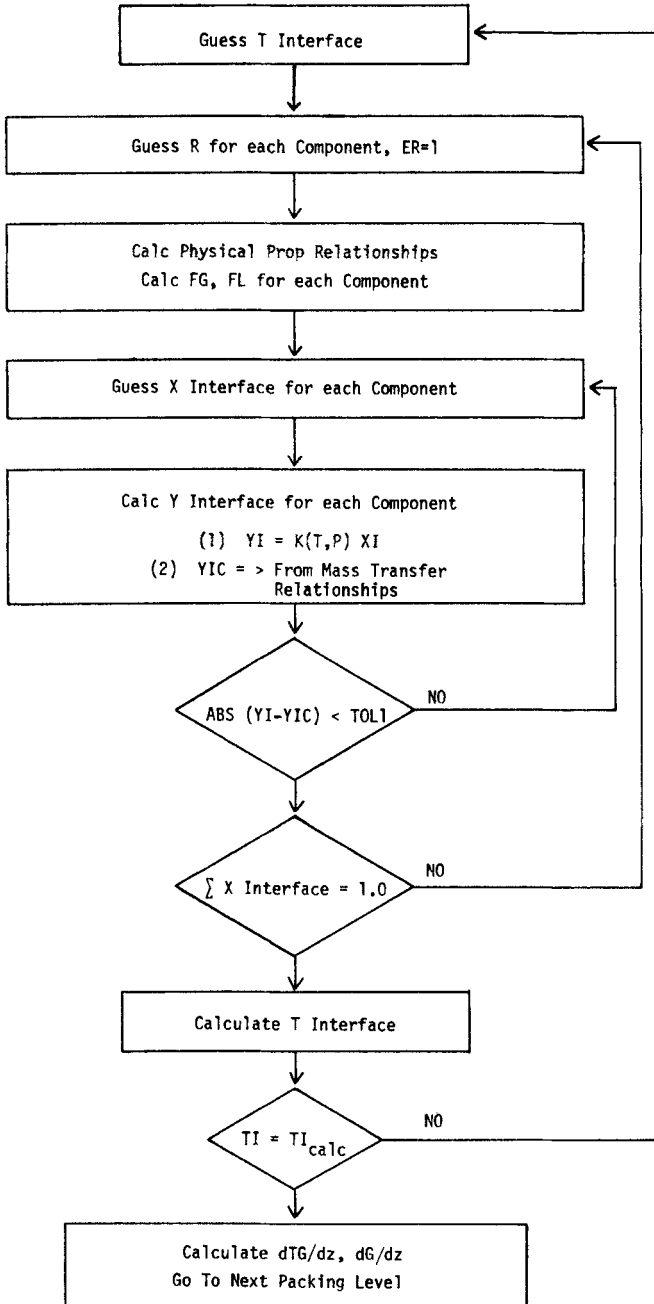 Guess T Interface
Guess R for each Component, ER=1
Calc Physical Prop Relationships
Calc FG, FL for each Component
Guess X Interface for each Component
Calc Y Interface for each Component
(1) YI = K(T,P) XI
(2) YIC = > From Mass Transfer
Relationships
ABS (YI-YIC) < TOL1
NO
∑ X Interface = 1.0
NO
Calculate T Interface
TI = TIcalc
NO
Calculate dTG/dz, dG/dz
Go To Next Packing Level